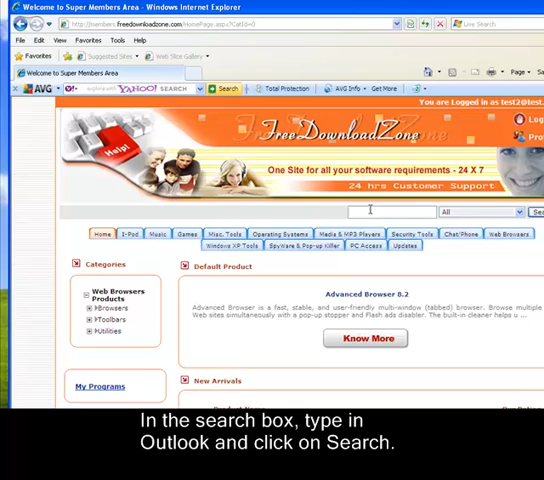 Welcome to Super Members Area - Windows Internet Explorer
http://members.freedownloadzone.com/HomePage.aspx?CatId=0
Live Search
File Edit View Favorites Tools Help
Favorites Suggested Sites Web Slice Gallery
Welcome to Super Members Area
Page Sa
AVG YAHOO! SEARCH Search Total Protection AVG Info Get More
You are Logged in as test2@test.
Help!
FreeDownloadZone
Log
Pro
One Site for all your software requirements - 24 X 7
24 hrs Customer Support
All Sea
Home I-Pod Music Games Misc. Tools Operating Systems Media & MP3 Players Security Tools Chat/Phone Web Browsers
Windows XP Tools SpyWare & Pop-up Killer PC Access Updates
Categories
Default Product
Web Browsers
Products
Browsers
Toolbars
Utilities
Advanced Browser 8.2
Advanced Browser is a fast, stable, and user-friendly multi-window (tabbed) browser. Browse multiple
Web sites simultaneously with a pop-up stopper and Flash ads disabler. The built-in cleaner helps u ...
Know More
My Programs
New Arrivals
In the search box, type in
Outlook and click on Search.